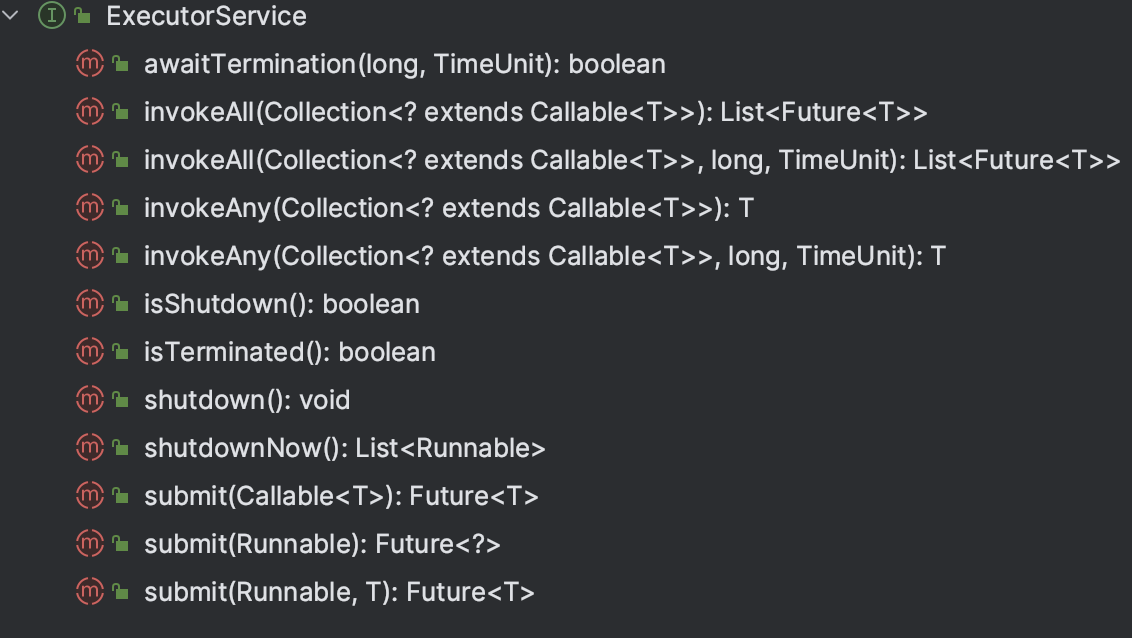 ExecutorService
awaitTermination(long, TimeUnit): boolean
invokeAll(Collection<? extends Callable<T>>): List<Future<T>>
invokeAll(Collection<? extends Callable<T>>, long, TimeUnit): List<Future<T>>
invokeAny(Collection<? extends Callable<T>>): T
invokeAny(Collection<? extends Callable<T>>, long, TimeUnit): T
isShutdown(): boolean
isTerminated(): boolean
shutdown(): void
shutdownNow(): List<Runnable>
submit(Callable<T>): Future<T>
submit(Runnable): Future<?>
submit(Runnable, T): Future<T>